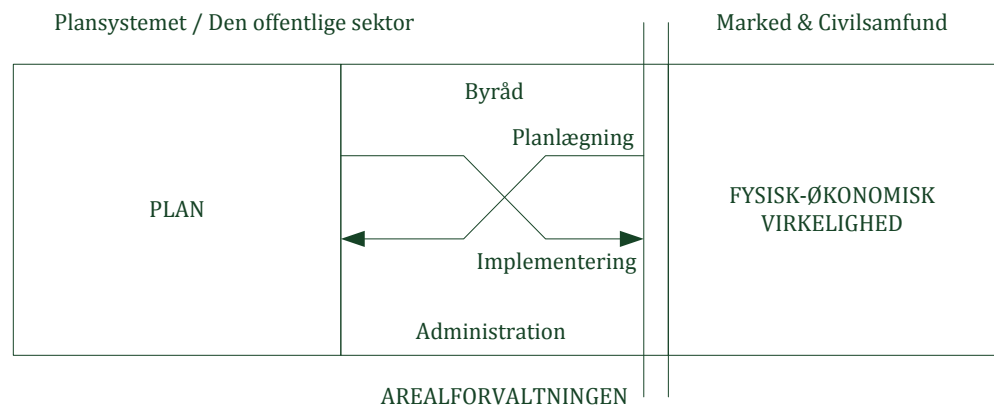 Plansystemet / Den offentlige sektor
Marked & Civilsamfund
Byråd
Planlægning
PLAN
FYSISK-ØKONOMISK
VIRKELIGHED
Implementering
Administration
AREALFORVALTNINGEN